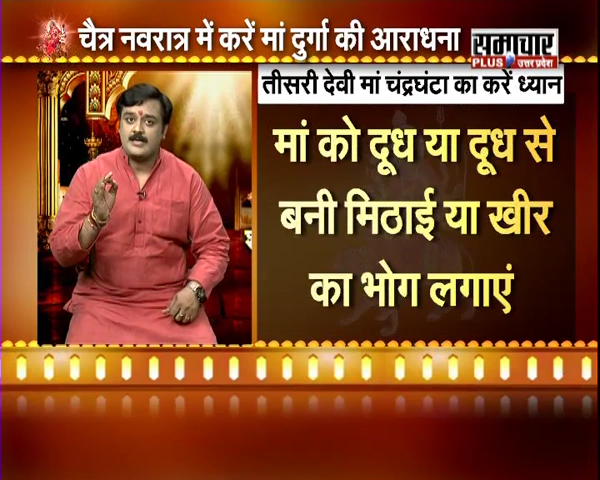 चैत्र नवरात्र में करें मां दुर्गा की आराधना
समाचार
PLUS उत्तर प्रदेश
तीसरी देवी मां चंद्रघंटा का करें ध्यान
मां को दूध या दूध से
बनी मिठाई या खीर
का भोग लगाएं